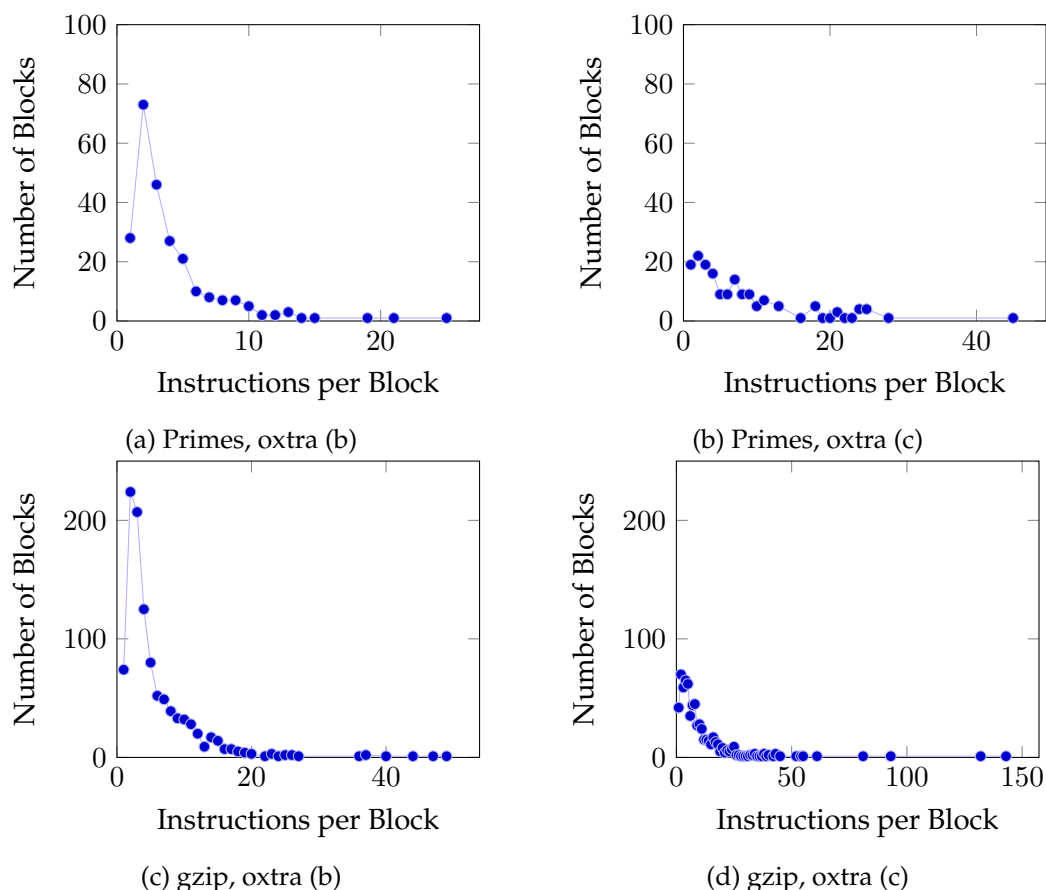 100
80
60
40
20
0
0
10
20
Number of Blocks
Instructions per Block
(a) Primes, oxtra (b)
100
80
60
40
20
0
0
20
40
Number of Blocks
Instructions per Block
(b) Primes, oxtra (c)
200
100
0
0
20
40
Number of Blocks
Instructions per Block
(c) gzip, oxtra (b)
200
100
0
0
50
100
150
Number of Blocks
Instructions per Block
(d) gzip, oxtra (c)